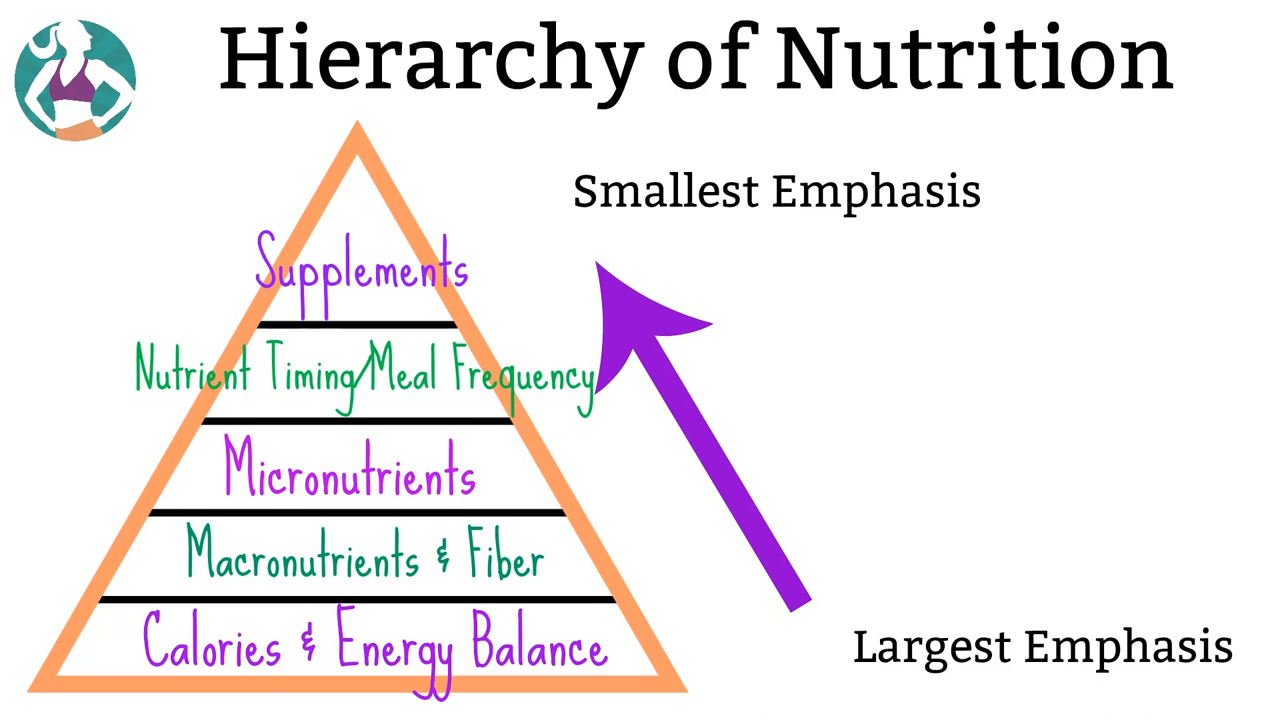 Hierarchy of Nutrition
Smallest Emphasis
Supplements
Nutrient Timing/Meal Frequency
Micronutrients
Macronutrients & Fiber
Calories & Energy Balance
Largest Emphasis